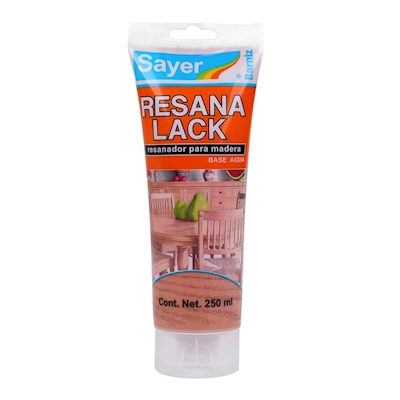 Sayer
Barniz
RESANA
LACK
resanador para madera
BASE AGUA
Cont. Net. 250 ml